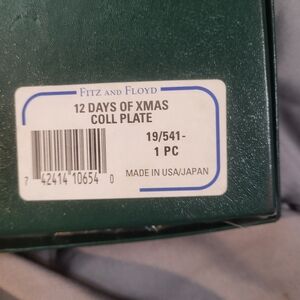 FITZ AND FLOYD
12 DAYS OF XMAS
COLL PLATE
19/541-
1 PC
7 42414 10654 0
MADE IN USA/JAPAN